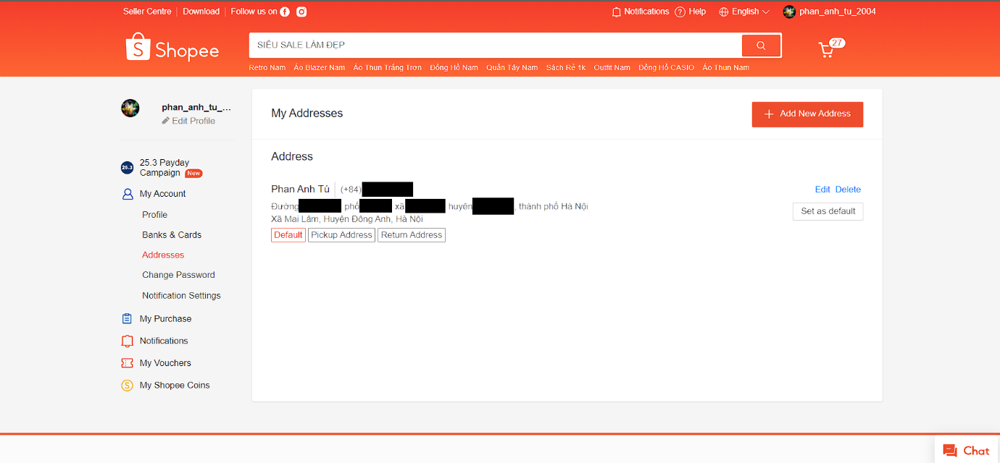 Seller Centre Download Follow us on
Notifications Help English phan_anh_tu_2004
Shopee
SIÊU SALE LÀM ĐẸP
27
Retro Nam Áo Blazer Nam Áo Thun Trắng Trơn Đồng Hồ Nam Quần Tây Nam Sách Rẻ 1k Outfit Nam Đồng Hồ CASIO Áo Thun Nam
phan_anh_tu_...
Edit Profile
25.3
25.3 Payday
Campaign New
My Account
Profile
Banks & Cards
Addresses
Change Password
Notification Settings
My Purchase
Notifications
My Vouchers
My Shopee Coins
My Addresses
Add New Address
Address
Phan Anh Tú (+84)
Edit Delete
Đường phố xã huyện , thành phố Hà Nội
Set as default
Xã Mai Lâm, Huyện Đông Anh, Hà Nội
Default Pickup Address Return Address
Chat